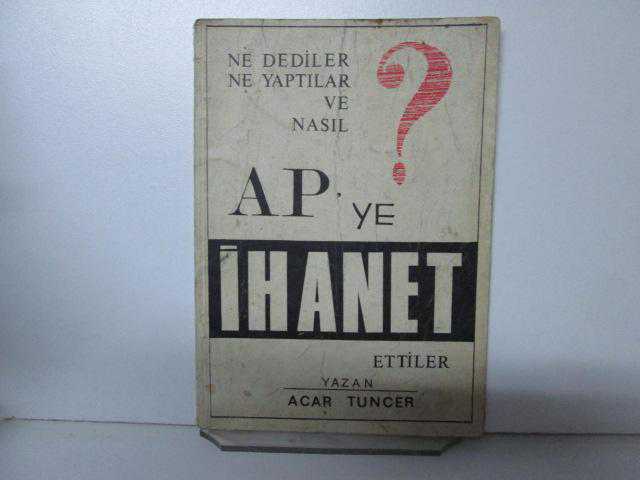 NE DEDİLER
NE YAPTILAR
VE
NASIL
?
AP'YE
İHANET
ETTİLER
YAZAN
ACAR TUNCER